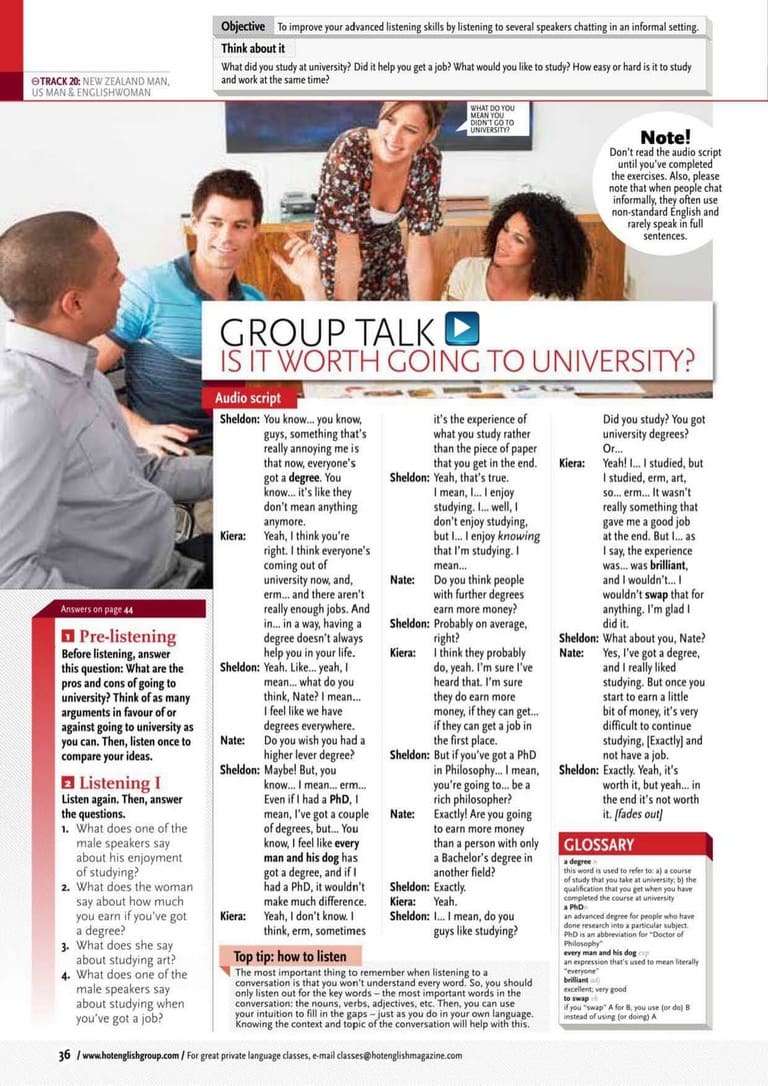 Objective To improve your advanced listening skills by listening to several speakers chatting in an informal setting.
Think about it
What did you study at university? Did it help you get a job? What would you like to study? How easy or hard is it to study
and work at the same time?
TRACK 20: NEW ZEALAND MAN,
US MAN & ENGLISHWOMAN
WHAT DO YOU
MEAN YOU
DIDN'T GO TO
UNIVERSITY?
Note!
Don't read the audio script
until you've completed
the exercises. Also, please
note that when people chat
informally, they often use
non-standard English and
rarely speak in full
sentences.
GROUP TALK
IS IT WORTH GOING TO UNIVERSITY?
Answers on page 44
1 Pre-listening
Before listening, answer
this question: What are the
pros and cons of going to
university? Think of as many
arguments in favour of or
against going to university as
you can. Then, listen once to
compare your ideas.
2 Listening I
Listen again. Then, answer
the questions.
1. What does one of the
male speakers say
about his enjoyment
of studying?
2. What does the woman
say about how much
you earn if you've got
a degree?
3. What does she say
about studying art?
4. What does one of the
male speakers say
about studying when
you've got a job?
Audio script
Sheldon: You know... you know,
guys, something that's
really annoying me is
that now, everyone's
got a degree. You
know... it's like they
don't mean anything
anymore.
Kiera: Yeah, I think you're
right. I think everyone's
coming out of
university now, and,
erm... and there aren't
really enough jobs. And
in... in a way, having a
degree doesn't always
help you in your life.
Sheldon: Yeah. Like... yeah, I
mean... what do you
think, Nate? I mean...
I feel like we have
degrees everywhere.
Nate: Do you wish you had a
higher lever degree?
Sheldon: Maybe! But, you
know... I mean... erm...
Even if I had a PhD, I
mean, I've got a couple
of degrees, but... You
know, I feel like every
man and his dog has
got a degree, and if I
had a PhD, it wouldn't
make much difference.
Kiera: Yeah, I don't know. I
think, erm, sometimes
it's the experience of
what you study rather
than the piece of paper
that you get in the end.
Sheldon: Yeah, that's true.
I mean, I... I enjoy
studying. I... well, I
don't enjoy studying,
but I... I enjoy knowing
that I'm studying. I
mean...
Nate: Do you think people
with further degrees
earn more money?
Sheldon: Probably on average,
right?
Kiera: I think they probably
do, yeah. I'm sure I've
heard that. I'm sure
they do earn more
money, if they can get...
if they can get a job in
the first place.
Sheldon: But if you've got a PhD
in Philosophy... I mean,
you're going to... be a
rich philosopher?
Nate: Exactly! Are you going
to earn more money
than a person with only
a Bachelor's degree in
another field?
Sheldon: Exactly.
Kiera: Yeah.
Sheldon: I... I mean, do you
guys like studying?
Did you study? You got
university degrees?
Or...
Kiera: Yeah! I... I studied, but
I studied, erm, art,
so... erm... It wasn't
really something that
gave me a good job
at the end. But I... as
I say, the experience
was... was brilliant,
and I wouldn't... I
wouldn't swap that for
anything. I'm glad I
did it.
Sheldon: What about you, Nate?
Nate: Yes, I've got a degree,
and I really liked
studying. But once you
start to earn a little
bit of money, it's very
difficult to continue
studying, [Exactly] and
not have a job.
Sheldon: Exactly. Yeah, it's
worth it, but yeah... in
the end it's not worth
it. [fades out]
Top tip: how to listen
The most important thing to remember when listening to a
conversation is that you won't understand every word. So, you should
only listen out for the key words – the most important words in the
conversation: the nouns, verbs, adjectives, etc. Then, you can use
your intuition to fill in the gaps – just as you do in your own language.
Knowing the context and topic of the conversation will help with this.
GLOSSARY
a degree n
this word is used to refer to: a) a course
of study that you take at university; b) the
qualification that you get when you have
completed the course at university
a PhD n
an advanced degree for people who have
done research into a particular subject.
PhD is an abbreviation for "Doctor of
Philosophy"
every man and his dog exp
an expression that's used to mean literally
"everyone"
brilliant adj
excellent; very good
to swap vb
if you "swap" A for B, you use (or do) B
instead of using (or doing) A
36 / www.hotenglishgroup.com / For great private language classes, e-mail classes@hotenglishmagazine.com